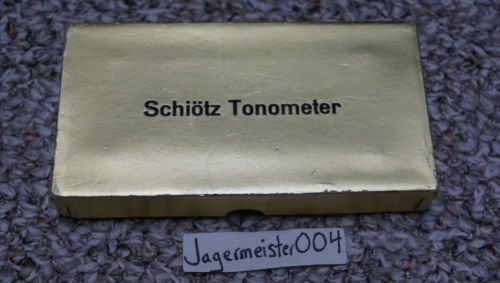 Schiötz Tonometer
Jagermeister004